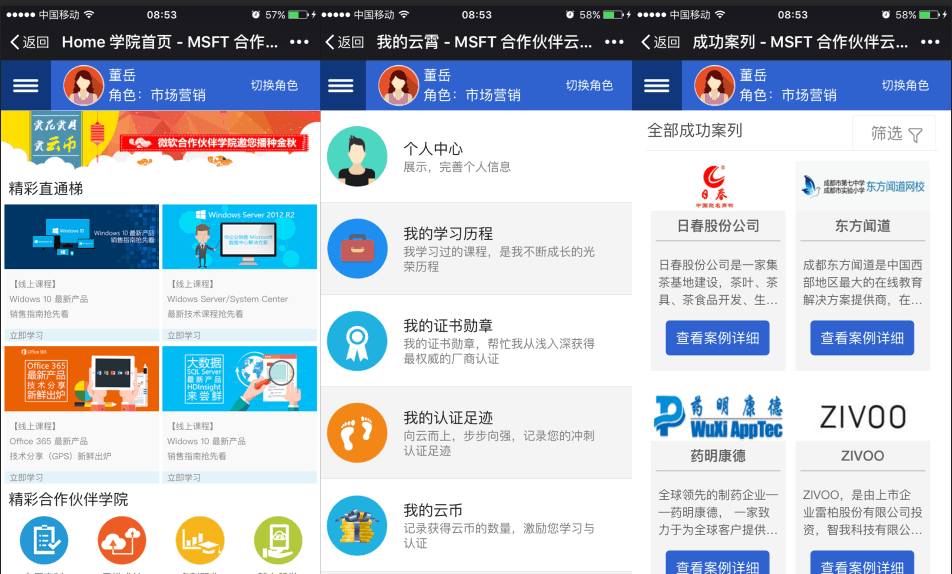 中国移动
08:53
57%
返回
Home 学院首页 - MSFT 合作...
董岳
角色：市场营销
切换角色
赏花赏月
赏云币
微软合作伙伴学院邀您播种金秋
精彩直通梯
Windows 10
Windows 10 最新产品
销售指南抢先看
Windows Server 2012 R2
【线上课程】
Widows 10 最新产品
销售指南抢先看
立即学习
【线上课程】
Widows Server/System Center
最新技术课程抢先看
立即学习
Office 365
Office 365
最新产品
技术分享
新鲜出炉
大数据
SQL Server
最新产品
HDInsight
来尝鲜
【线上课程】
Office 365 最新产品
技术分享（GPS）新鲜出炉
立即学习
【线上课程】
Widows 10 最新产品
销售指南抢先看
立即学习
精彩合作伙伴学院
中国移动
08:53
58%
返回
我的云霄 - MSFT 合作伙伴云...
董岳
角色：市场营销
切换角色
个人中心
展示，完善个人信息
我的学习历程
我学习过的课程，是我不断成长的光
荣历程
我的证书勋章
我的证书勋章，帮忙我从浅入深获得
最权威的厂商认证
我的认证足迹
向云而上，步步向强，记录您的冲刺
认证足迹
我的云币
记录获得云币的数量，激励您学习与
认证
中国移动
08:53
58%
返回
成功案列 - MSFT 合作伙伴云...
董岳
角色：市场营销
切换角色
全部成功案列
筛选
日春
日春股份公司
日春股份公司是一家集
茶基地建设，茶叶、茶
具、茶食品开发、生...
查看案例详细
成都市第七中学
成都市实验小学
东方闻道网校
东方闻道
成都东方闻道是中国西
部地区最大的在线教育
解决方案提供商，在...
查看案例详细
药明康德
WuXi AppTec
药明康德
全球领先的制药企业—
—药明康德， 一家致
力于为全球客户提供...
查看案例详细
ZIVOO
ZIVOO
ZIVOO，是由上市企
业雷柏股份有限公司投
资，智我科技有限公...
查看案例详细